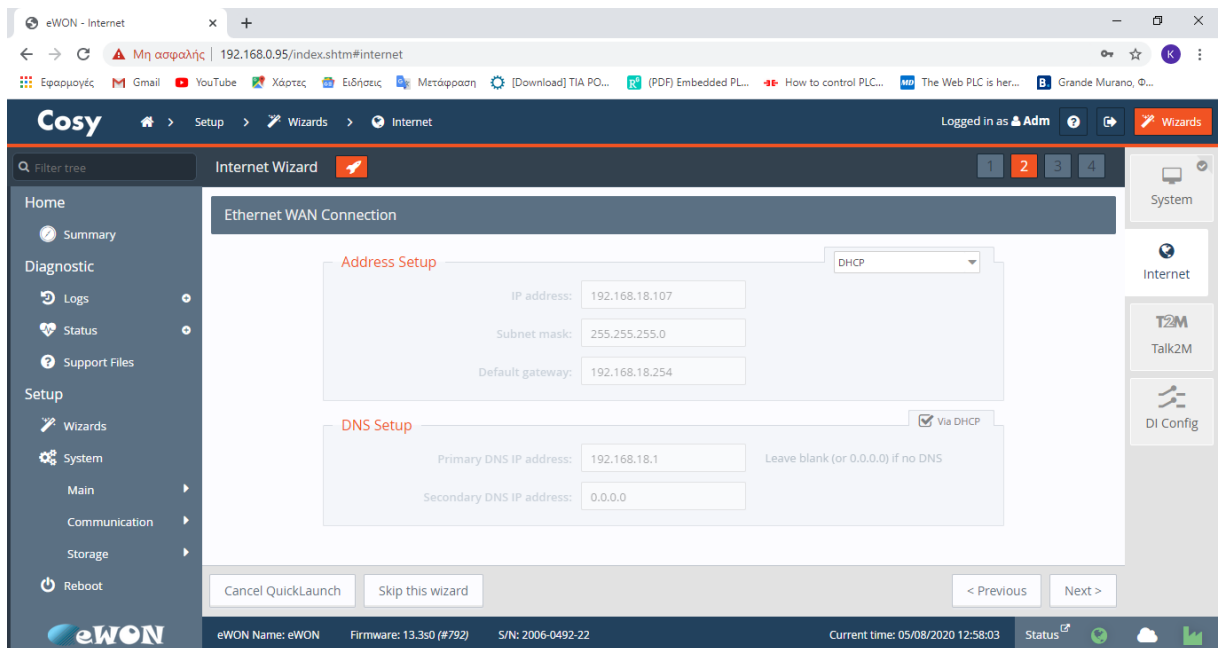 eWON - Internet
Μη ασφαλής | 192.168.0.95/index.shtm#internet
K
Εφαρμογές Gmail YouTube Χάρτες Ειδήσεις Μετάφραση [Download] TIA PO... (PDF) Embedded PL... How to control PLC... The Web PLC is her... Grande Murano, Φ...
Cosy > Setup > Wizards > Internet Logged in as Adm Wizards
Filter tree
Internet Wizard 1 2 3 4
Home
Summary
Diagnostic
Logs
Status
Support Files
Setup
Wizards
System
Main
Communication
Storage
Reboot
eWON
Ethernet WAN Connection
Address Setup DHCP
IP address: 192.168.18.107
Subnet mask: 255.255.255.0
Default gateway: 192.168.18.254
DNS Setup Via DHCP
Primary DNS IP address: 192.168.18.1 Leave blank (or 0.0.0.0) if no DNS
Secondary DNS IP address: 0.0.0.0
Cancel QuickLaunch Skip this wizard < Previous Next >
System
Internet
T2M
Talk2M
DI Config
eWON Name: eWON Firmware: 13.3s0 (#792) S/N: 2006-0492-22 Current time: 05/08/2020 12:58:03 Status